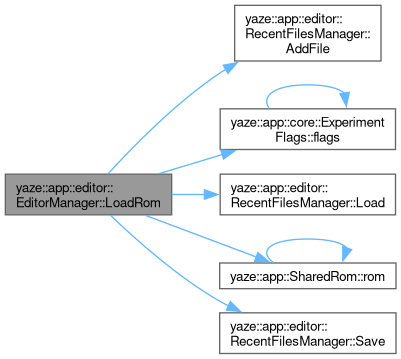 yaze::app::editor::
RecentFilesManager::
AddFile
yaze::app::core::Experiment
Flags::flags
yaze::app::editor::
EditorManager::LoadRom
yaze::app::editor::
RecentFilesManager::Load
yaze::app::SharedRom::rom
yaze::app::editor::
RecentFilesManager::Save